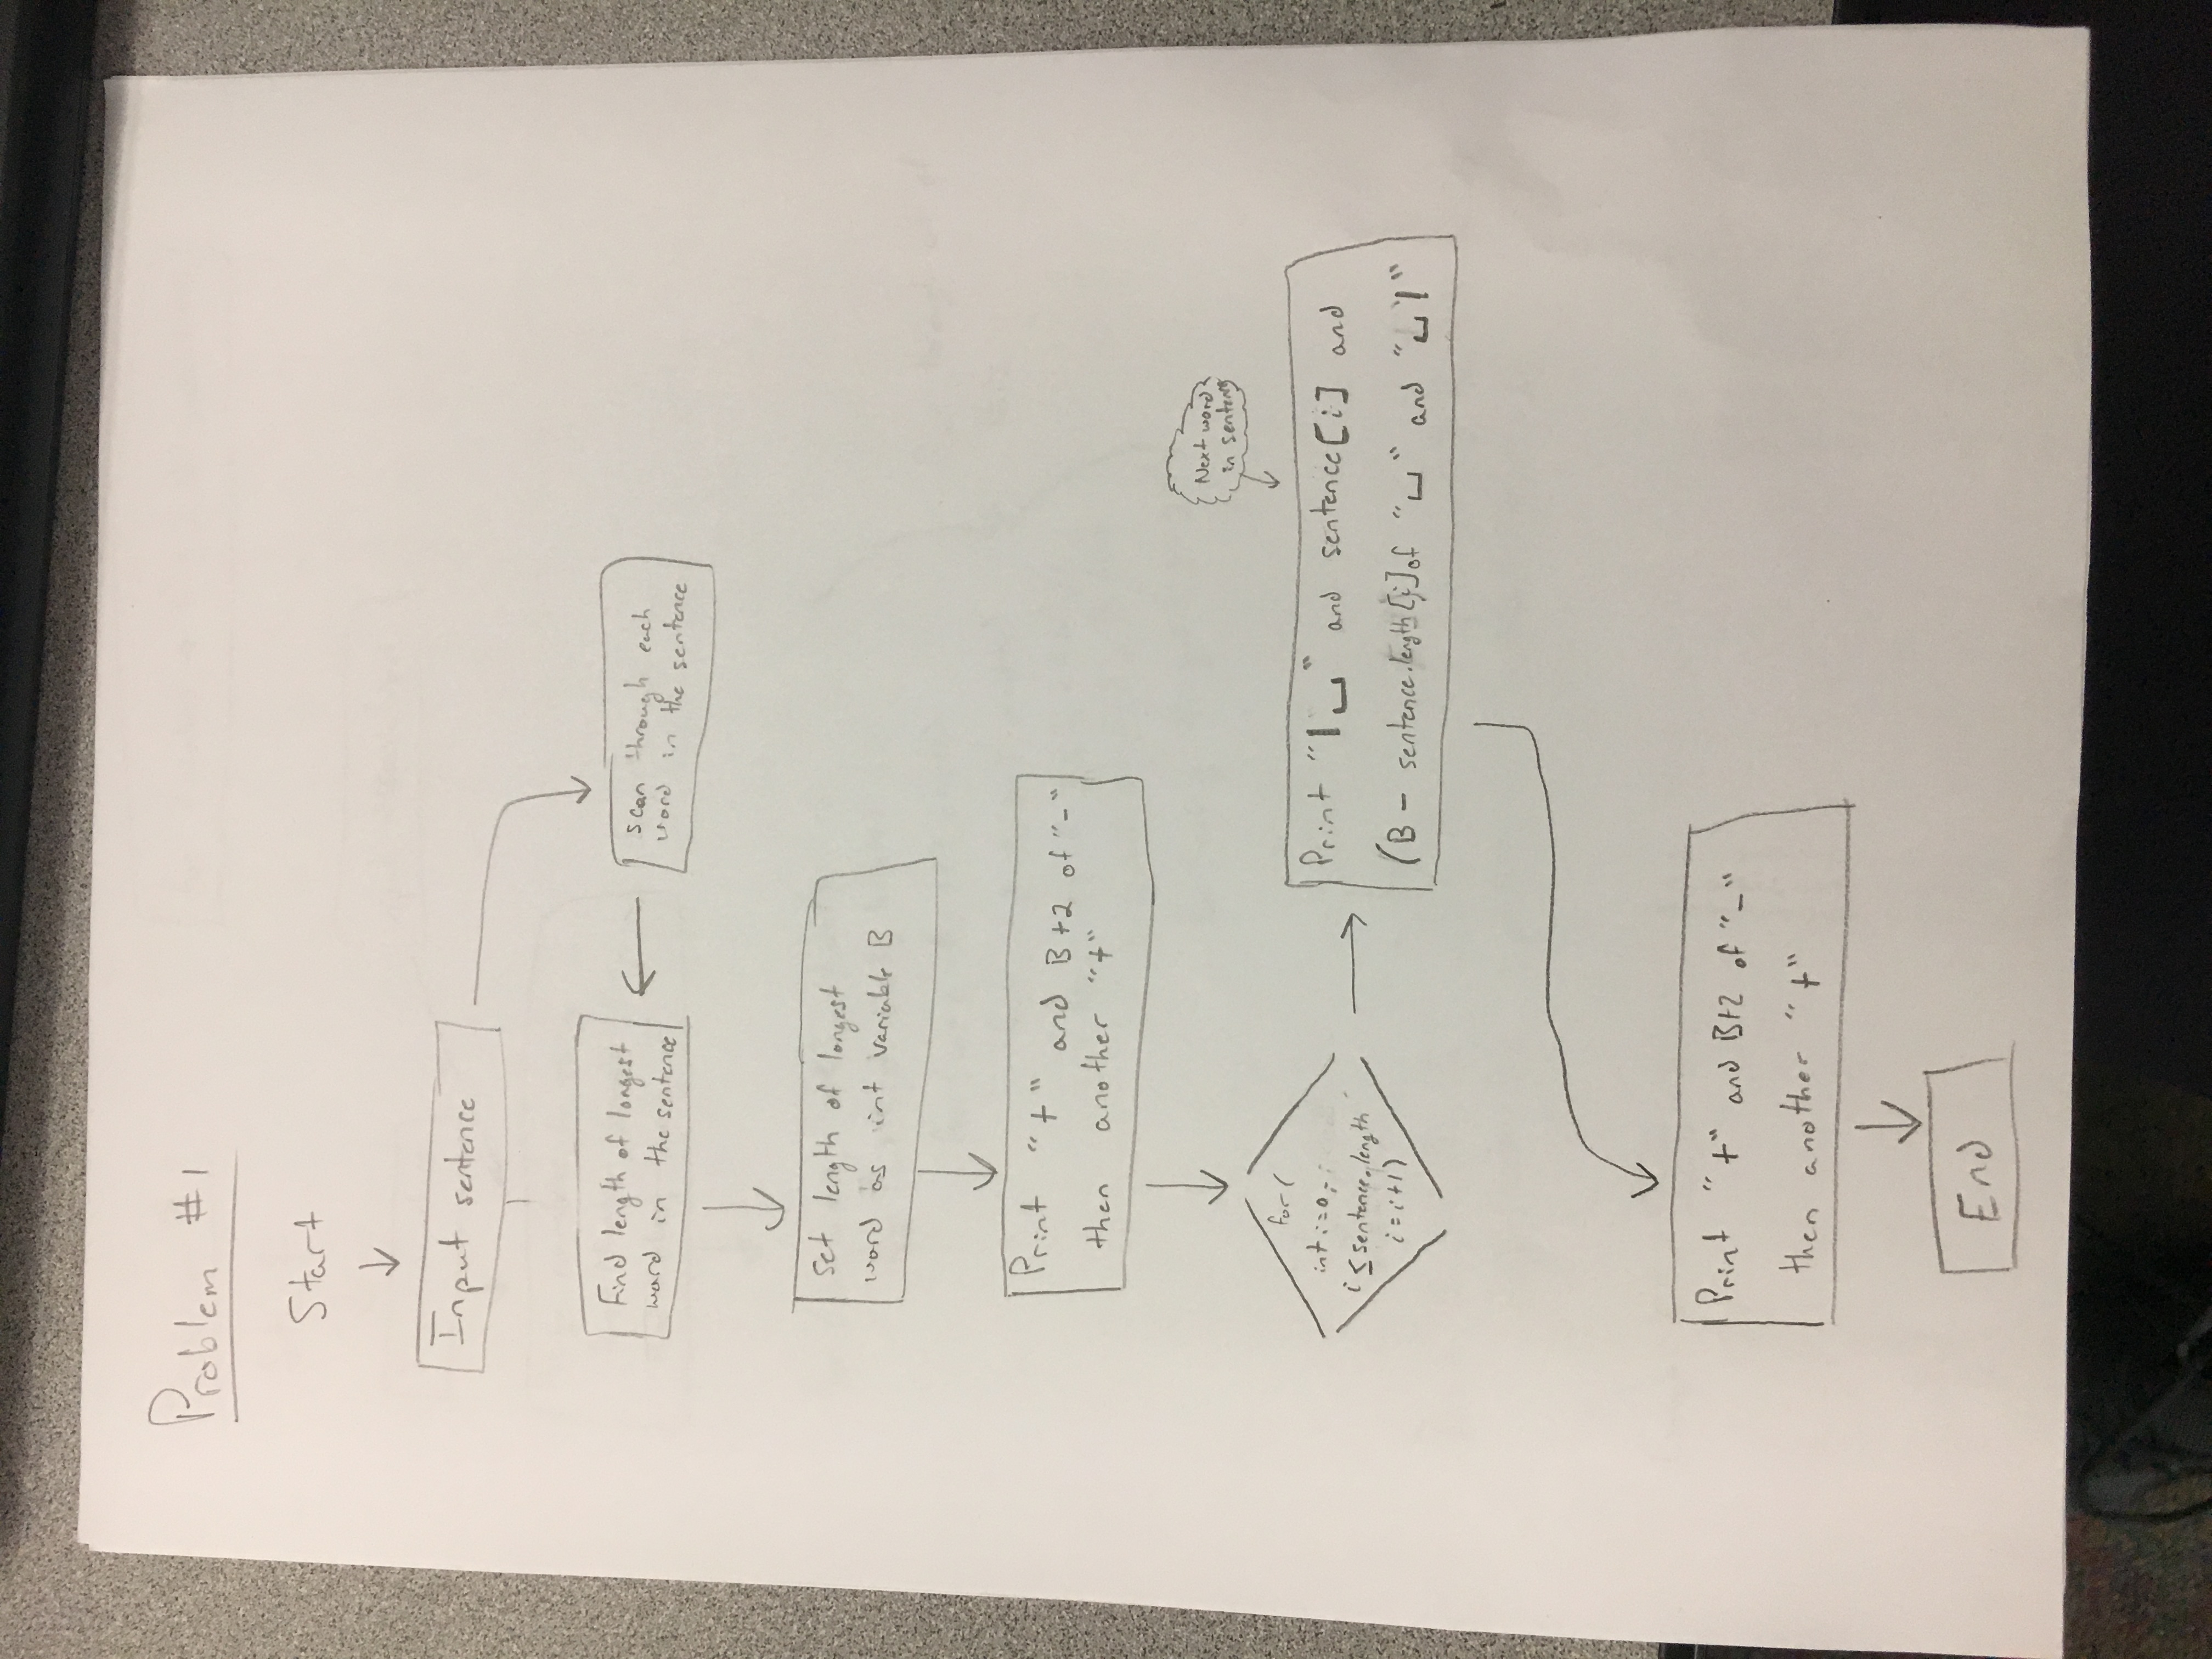 Problem #1
Start
Input sentence
Find length of longest
word in the sentence
scan through each
word in the sentence
Set length of longest
word as int variable B
Print "+" and B+2 of "-"
then another "+"
for(
int i=0;
i ≤ sentence.length
i=i+1)
Next word
in sentence
Print "|␣" and sentence[i] and
(B - sentence.length[i] of "␣" and "␣|"
Print "+" and B+2 of "-"
then another "+"
End